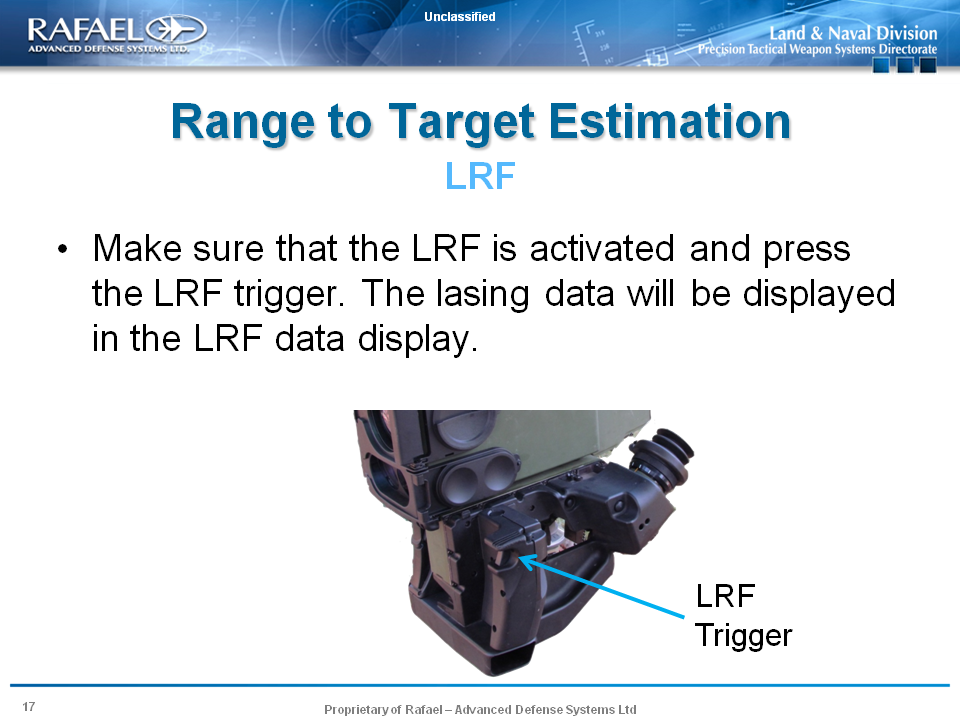 Unclassified
RAFAEL
ADVANCED DEFENSE SYSTEMS LTD.
Land & Naval Division
Precision Tactical Weapon Systems Directorate
Range to Target Estimation
LRF
• Make sure that the LRF is activated and press
the LRF trigger. The lasing data will be displayed
in the LRF data display.
LRF
Trigger
17
Proprietary of Rafael – Advanced Defense Systems Ltd